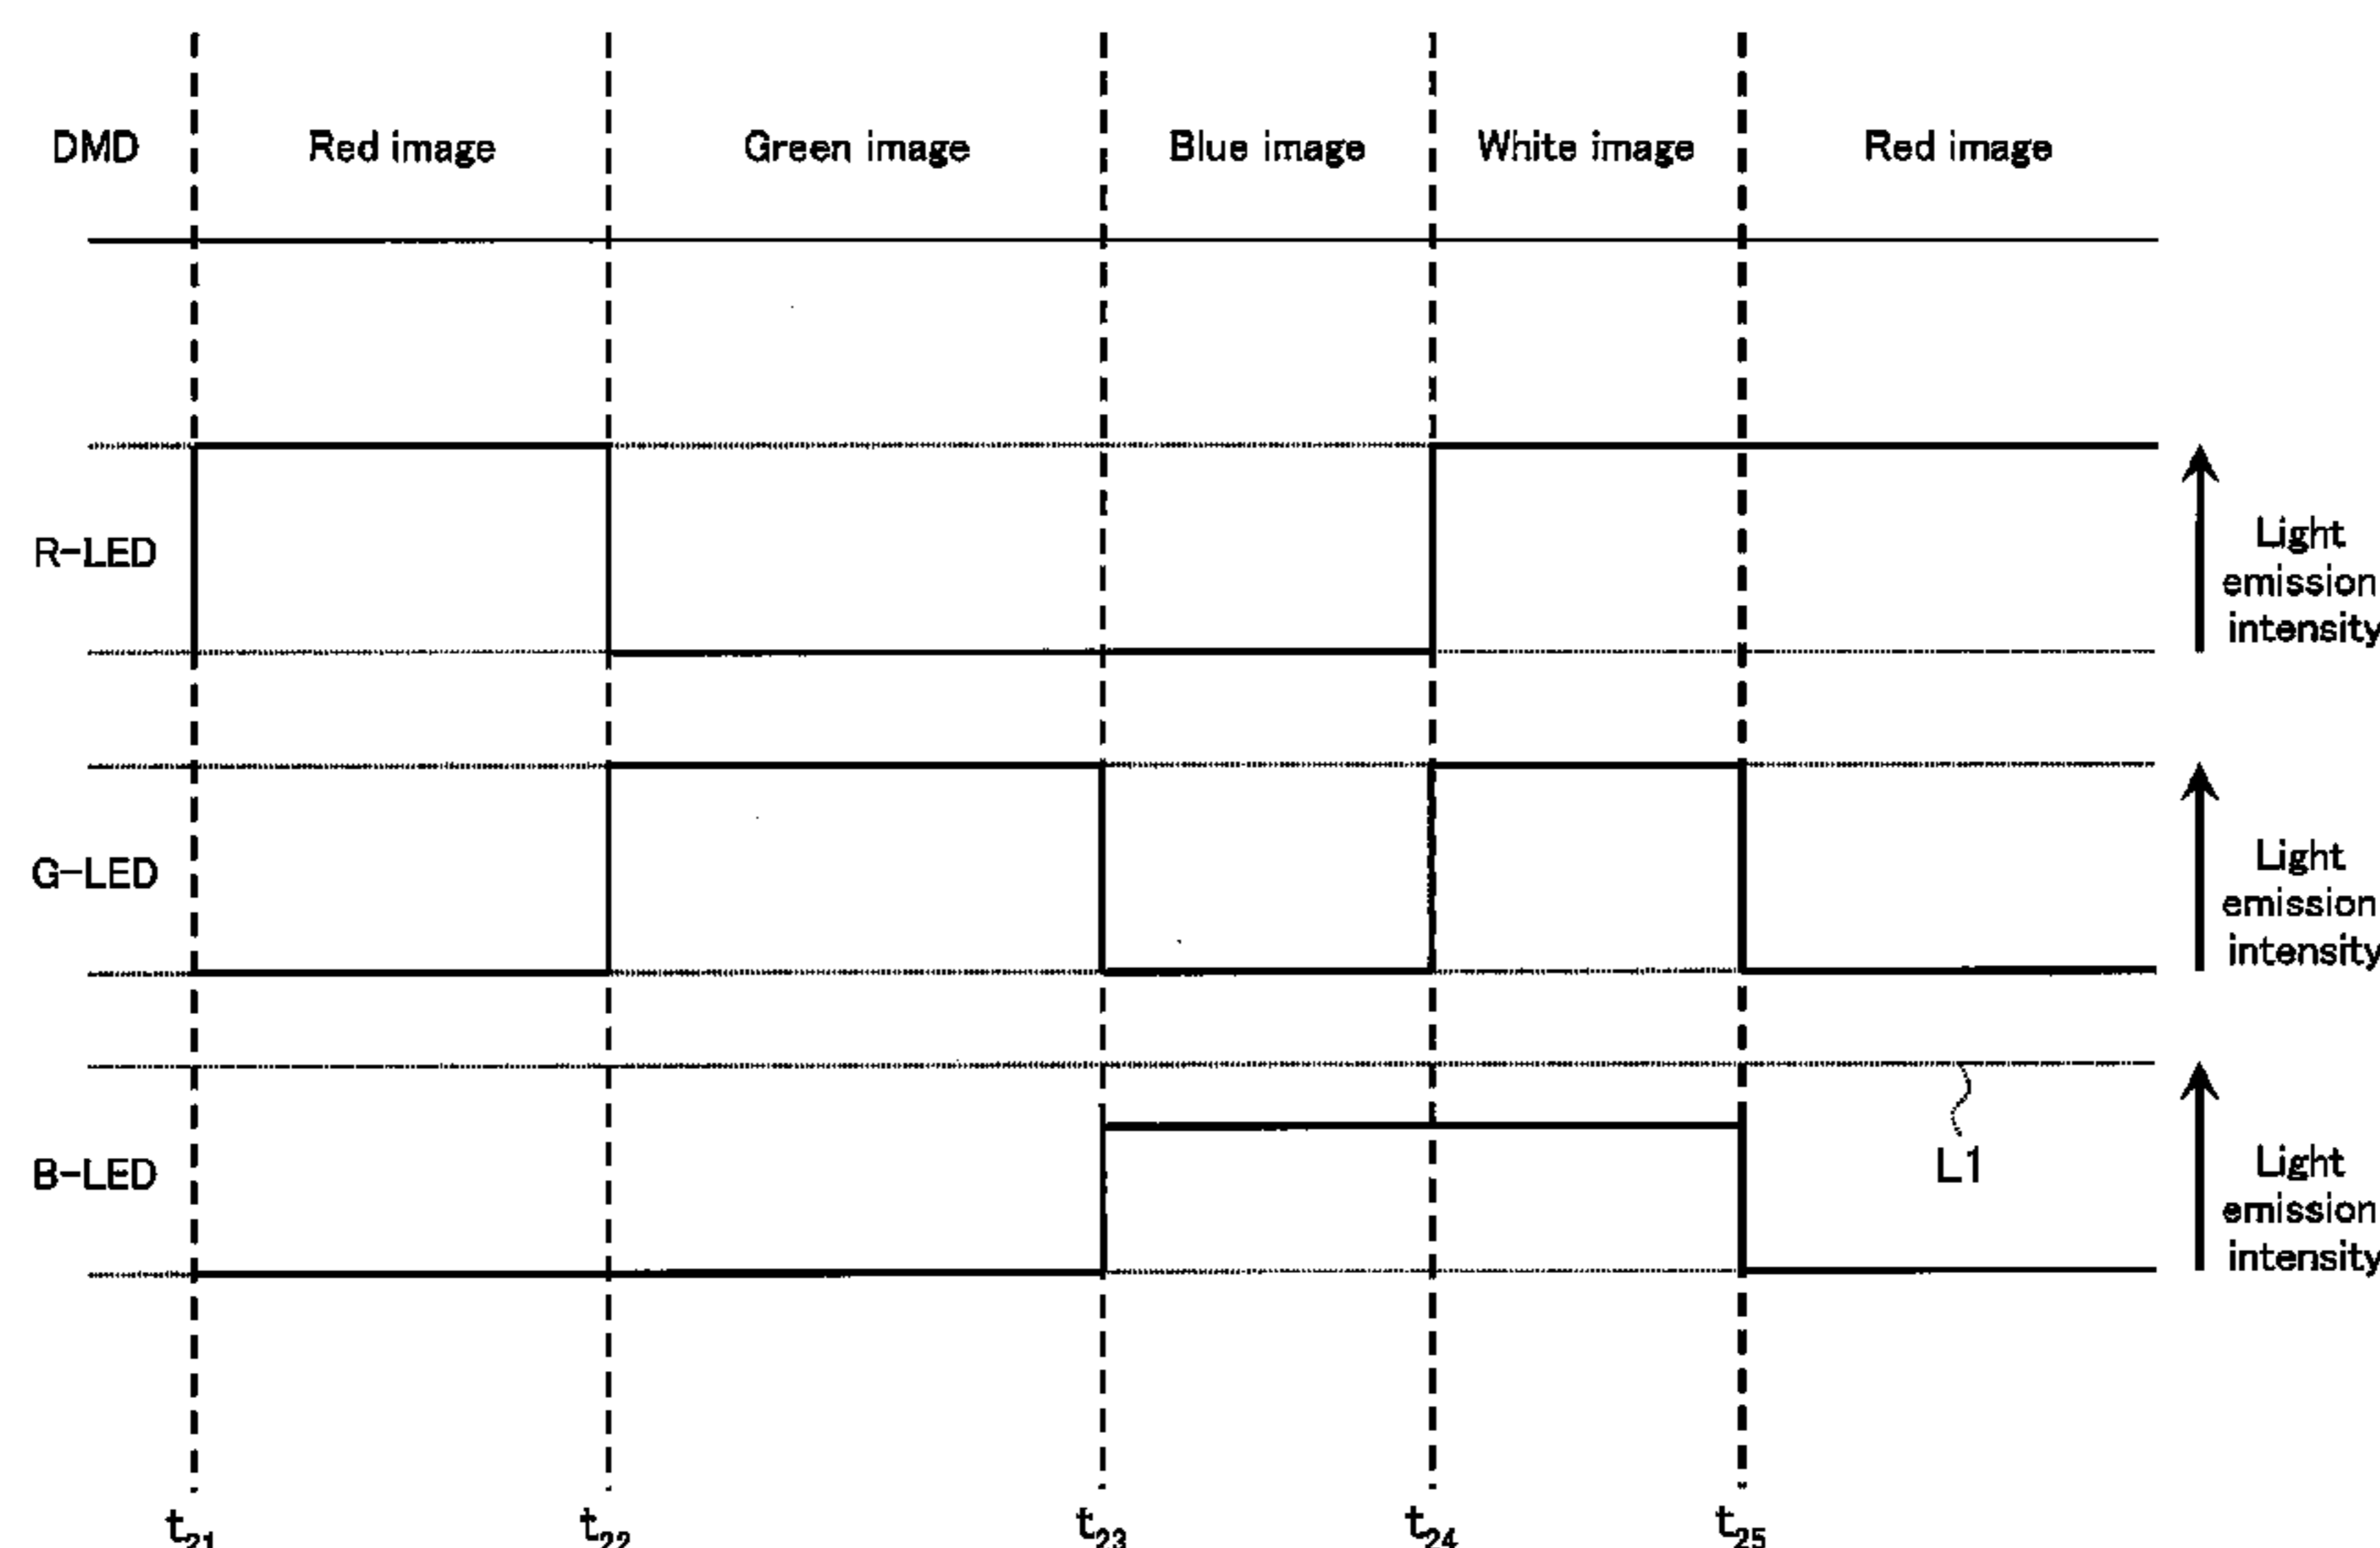 DMD Red image Green image Blue image White image Red image
R-LED
Light
emission
intensity
G-LED
Light
emission
intensity
B-LED
L1
Light
emission
intensity
t21 t22 t23 t24 t25